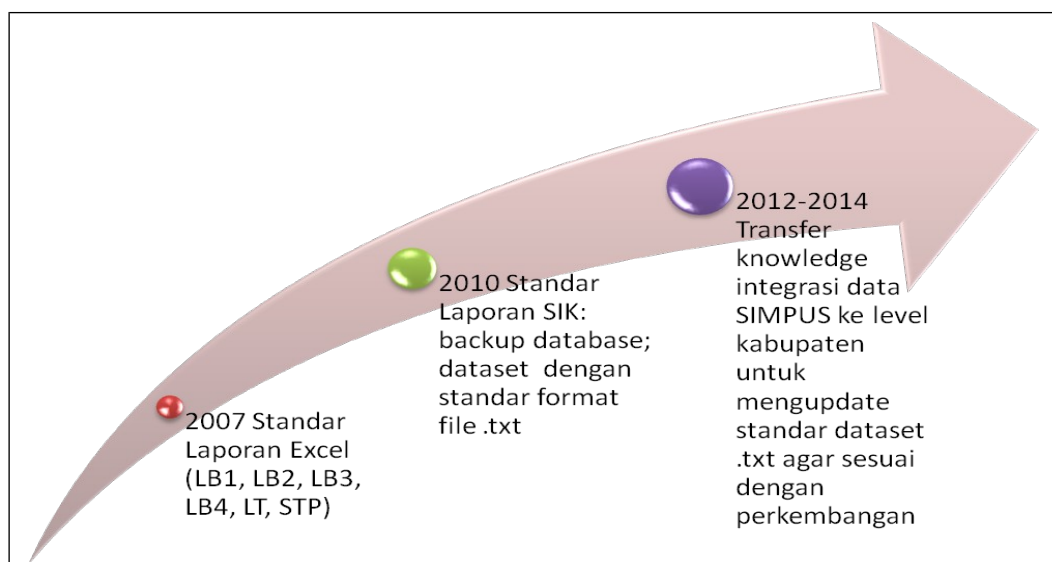 2007 Standar
Laporan Excel
(LB1, LB2, LB3,
LB4, LT, STP)
2010 Standar
Laporan SIK:
backup database;
dataset dengan
standar format
file .txt
2012-2014
Transfer
knowledge
integrasi data
SIMPUS ke level
kabupaten
untuk
mengupdate
standar dataset
.txt agar sesuai
dengan
perkembangan